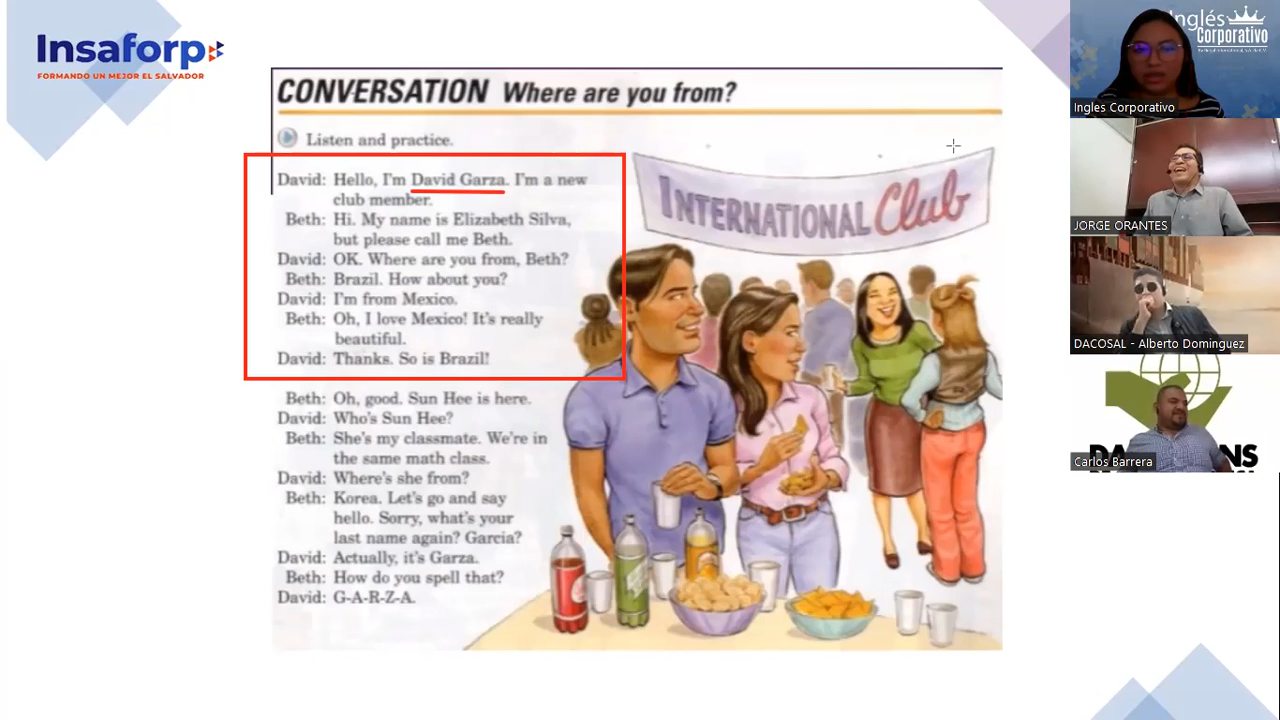 Insaforp
FORMANDO UN MEJOR EL SALVADOR
CONVERSATION Where are you from?
Listen and practice.
David: Hello, I'm David Garza. I'm a new
club member.
Beth: Hi. My name is Elizabeth Silva,
but please call me Beth.
David: OK. Where are you from, Beth?
Beth: Brazil. How about you?
David: I'm from Mexico.
Beth: Oh, I love Mexico! It's really
beautiful.
David: Thanks. So is Brazil!
Beth: Oh, good. Sun Hee is here.
David: Who's Sun Hee?
Beth: She's my classmate. We're in
the same math class.
David: Where's she from?
Beth: Korea. Let's go and say
hello. Sorry, what's your
last name again? Garcia?
David: Actually, it's Garza.
Beth: How do you spell that?
David: G-A-R-Z-A.
INTERNATIONAL Club
Inglés
Corporativo
Ingles Corporativo
JORGE ORANTES
DACOSAL - Alberto Dominguez
Carlos Barrera